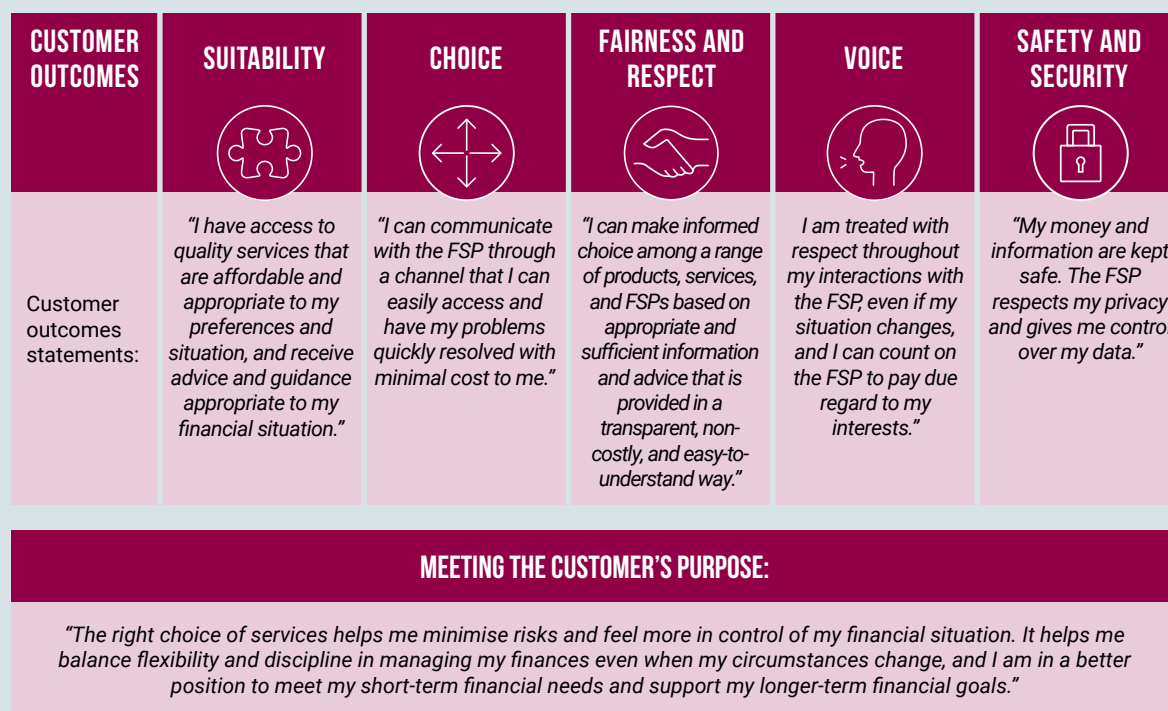 CUSTOMER
OUTCOMES
SUITABILITY
CHOICE
FAIRNESS AND
RESPECT
VOICE
SAFETY AND
SECURITY
Customer
outcomes
statements:
“I have access to
quality services that
are affordable and
appropriate to my
preferences and
situation, and receive
advice and guidance
appropriate to my
financial situation.”
“I can communicate
with the FSP through
a channel that I can
easily access and
have my problems
quickly resolved with
minimal cost to me.”
“I can make informed
choice among a range
of products, services,
and FSPs based on
appropriate and
sufficient information
and advice that is
provided in a
transparent, non-
costly, and easy-to-
understand way.”
I am treated with
respect throughout
my interactions with
the FSP, even if my
situation changes,
and I can count on
the FSP to pay due
regard to my
interests.”
“My money and
information are kept
safe. The FSP
respects my privacy
and gives me control
over my data.”
MEETING THE CUSTOMER’S PURPOSE:
“The right choice of services helps me minimise risks and feel more in control of my financial situation. It helps me
balance flexibility and discipline in managing my finances even when my circumstances change, and I am in a better
position to meet my short-term financial needs and support my longer-term financial goals.”